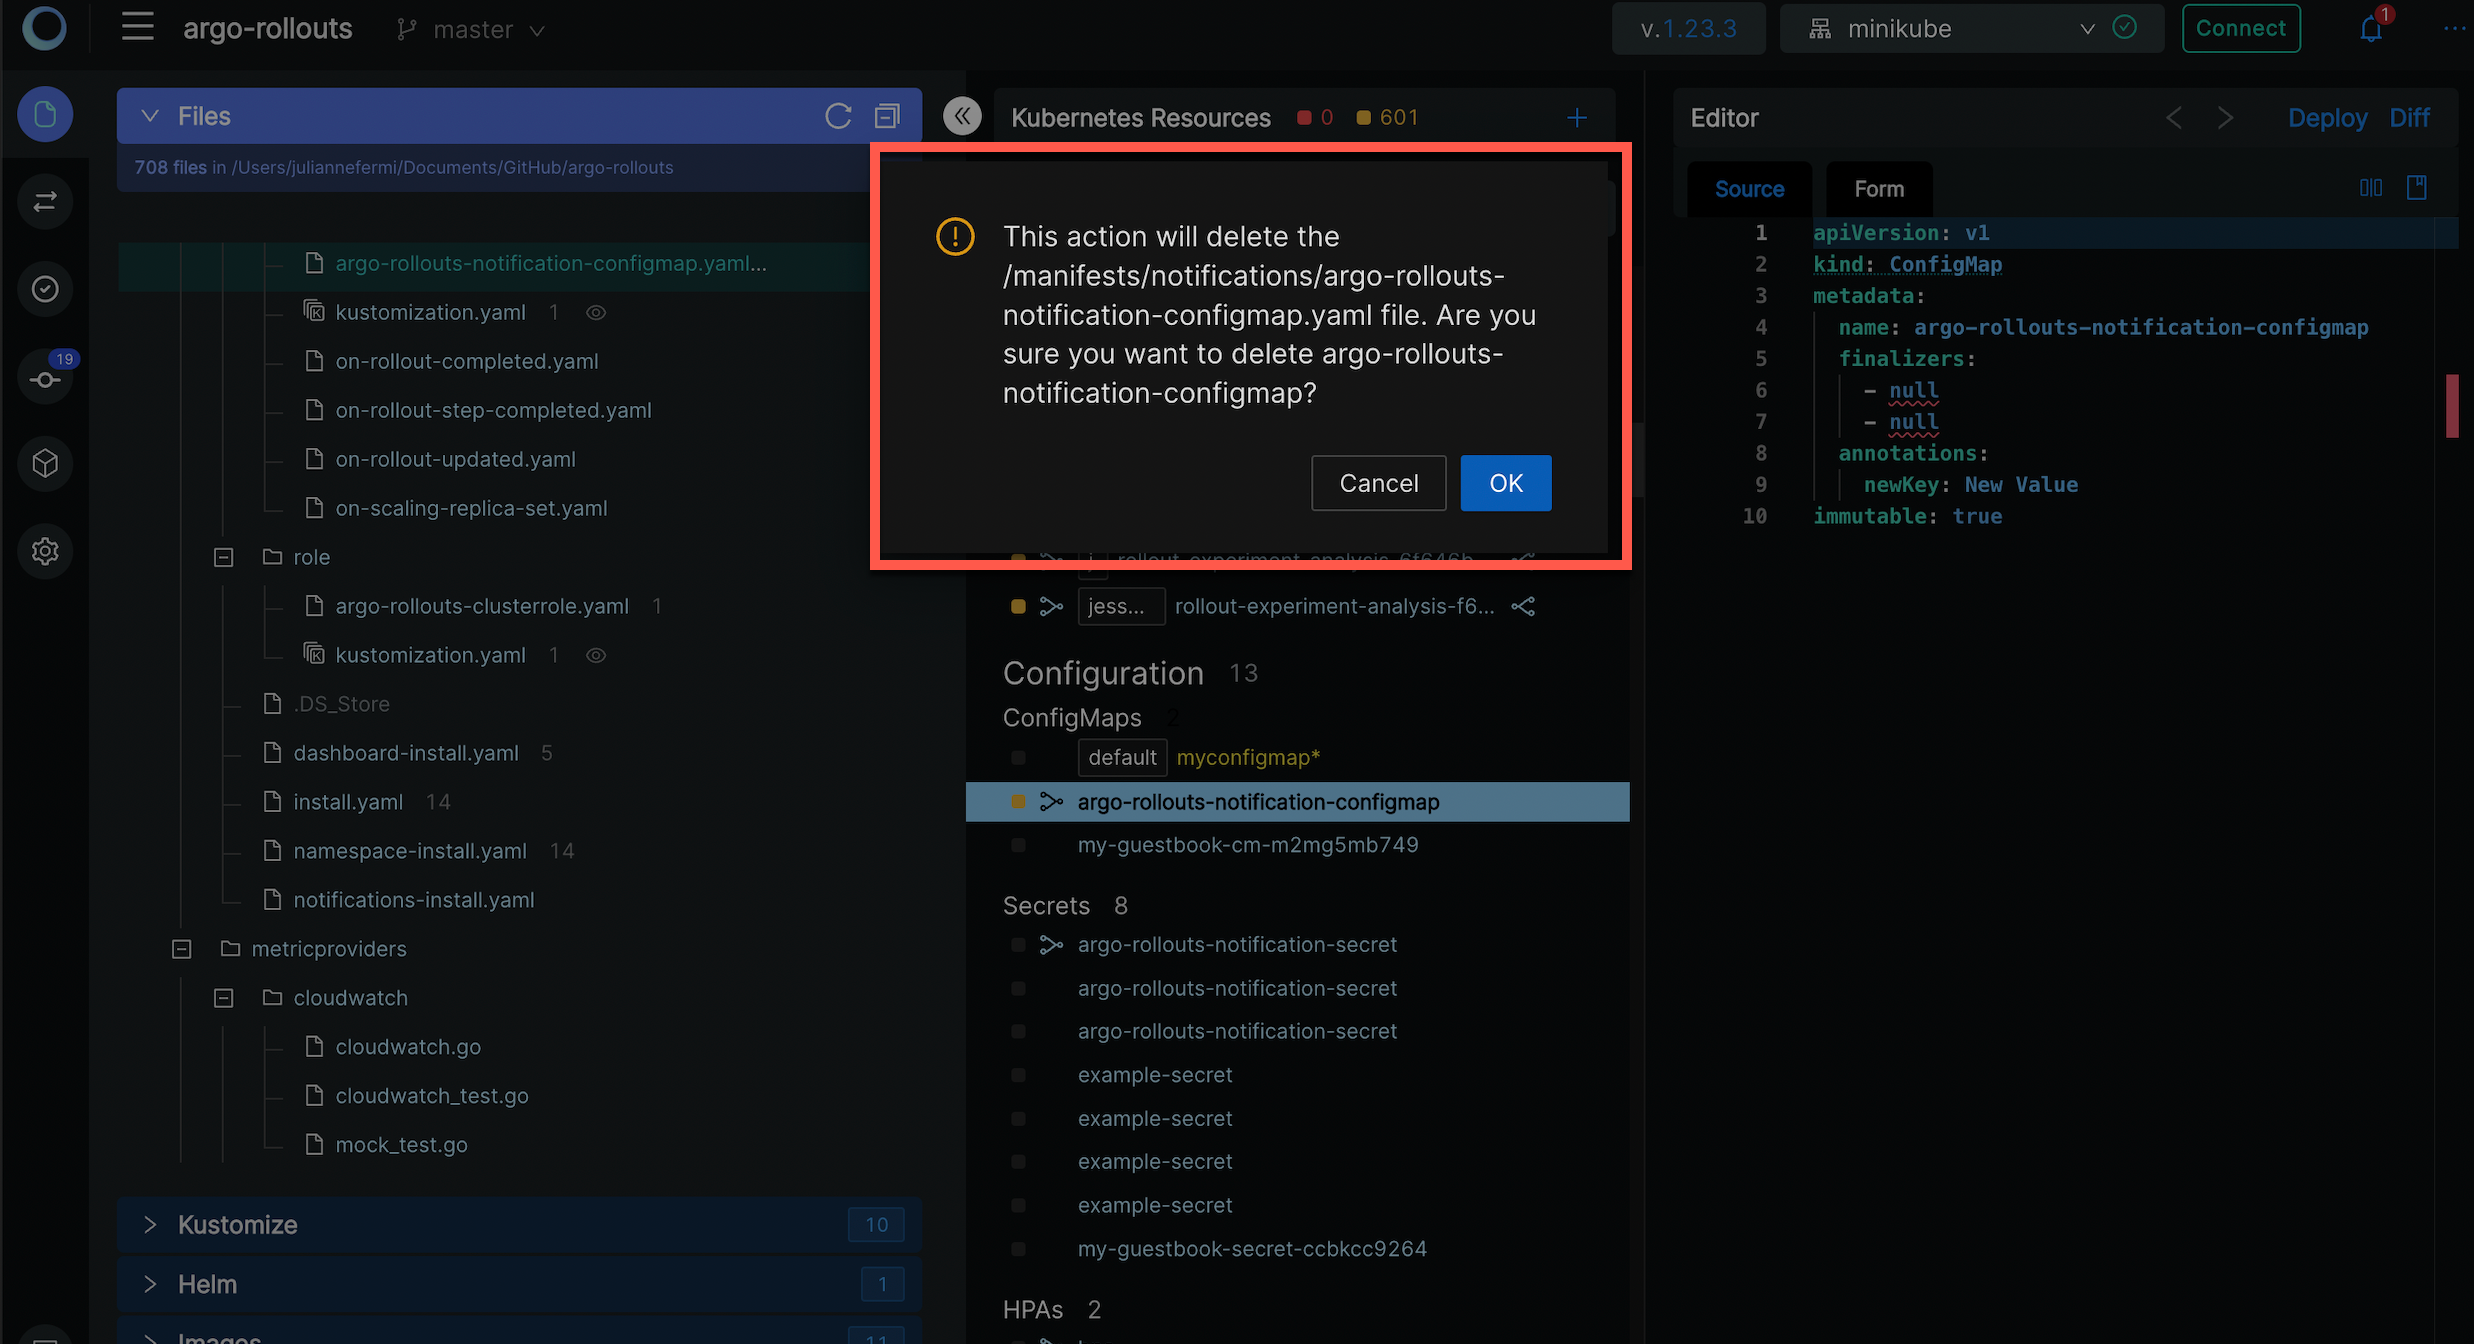 argo-rollouts master
v.1.23.3 minikube Connect 1
Files
708 files in /Users/juliannefermi/Documents/GitHub/argo-rollouts
19
argo-rollouts-notification-configmap.yaml...
kustomization.yaml 1
on-rollout-completed.yaml
on-rollout-step-completed.yaml
on-rollout-updated.yaml
on-scaling-replica-set.yaml
role
argo-rollouts-clusterrole.yaml 1
kustomization.yaml 1
.DS_Store
dashboard-install.yaml 5
install.yaml 14
namespace-install.yaml 14
notifications-install.yaml
metricproviders
cloudwatch
cloudwatch.go
cloudwatch_test.go
mock_test.go
Kustomize 10
Helm 1
Images 11
Kubernetes Resources 0 601
This action will delete the
/manifests/notifications/argo-rollouts-
notification-configmap.yaml file. Are you
sure you want to delete argo-rollouts-
notification-configmap?
Cancel OK
rollout-experiment-analysis-6f646b
jess... rollout-experiment-analysis-f6...
Configuration 13
ConfigMaps 2
default myconfigmap*
argo-rollouts-notification-configmap
my-guestbook-cm-m2mg5mb749
Secrets 8
argo-rollouts-notification-secret
argo-rollouts-notification-secret
argo-rollouts-notification-secret
example-secret
example-secret
example-secret
example-secret
my-guestbook-secret-ccbkcc9264
HPAs 2
Editor Deploy Diff
Source Form
1 apiVersion: v1
2 kind: ConfigMap
3 metadata:
4 name: argo-rollouts-notification-configmap
5 finalizers:
6 - null
7 - null
8 annotations:
9 newKey: New Value
10 immutable: true